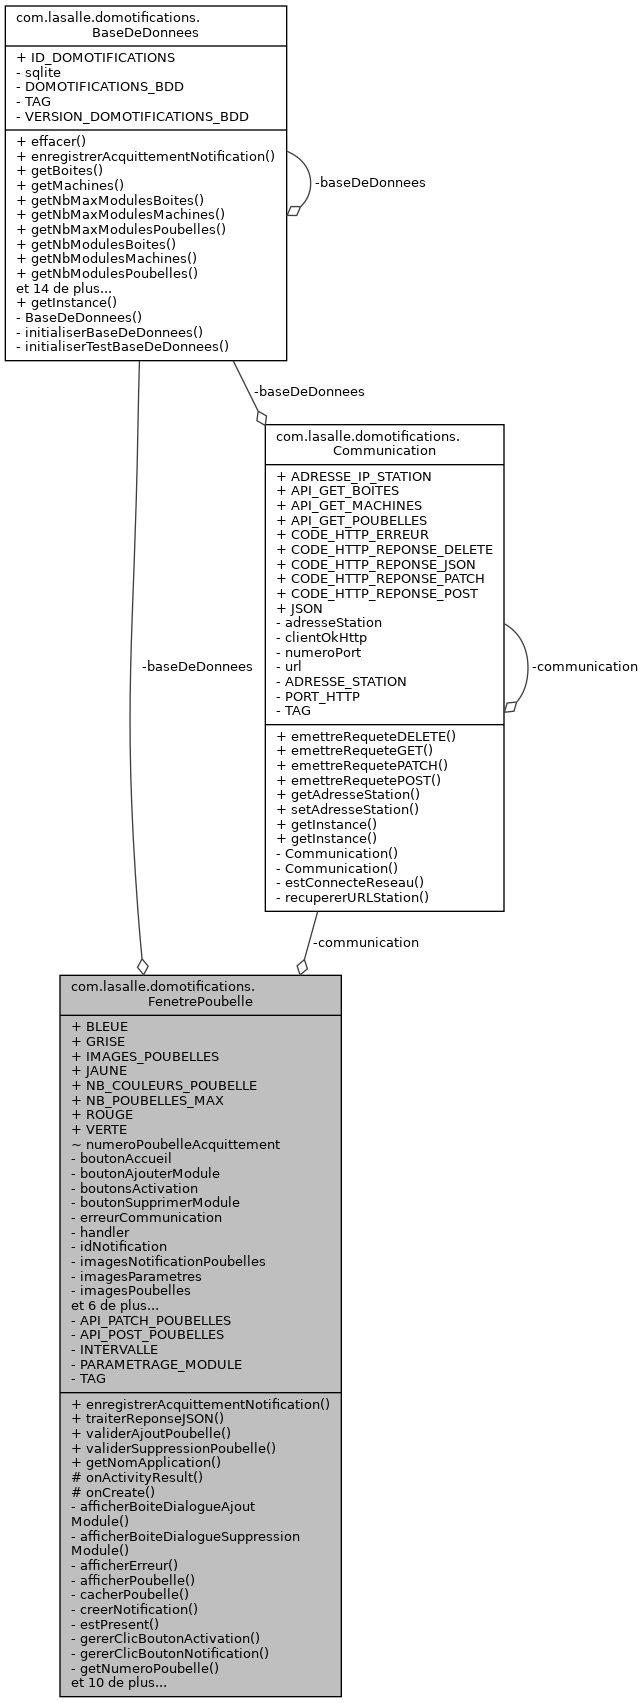 com.lasalle.domotifications.
BaseDeDonnees
+ ID_DOMOTIFICATIONS
- sqlite
- DOMOTIFICATIONS_BDD
- TAG
- VERSION_DOMOTIFICATIONS_BDD
+ effacer()
+ enregistrerAcquittementNotification()
+ getBoites()
+ getMachines()
+ getNbMaxModulesBoites()
+ getNbMaxModulesMachines()
+ getNbMaxModulesPoubelles()
+ getNbModulesBoites()
+ getNbModulesMachines()
+ getNbModulesPoubelles()
et 14 de plus...
+ getInstance()
- BaseDeDonnees()
- initialiserBaseDeDonnees()
- initialiserTestBaseDeDonnees()
-baseDeDonnees
-baseDeDonnees
com.lasalle.domotifications.
Communication
+ ADRESSE_IP_STATION
+ API_GET_BOITES
+ API_GET_MACHINES
+ API_GET_POUBELLES
+ CODE_HTTP_ERREUR
+ CODE_HTTP_REPONSE_DELETE
+ CODE_HTTP_REPONSE_JSON
+ CODE_HTTP_REPONSE_PATCH
+ CODE_HTTP_REPONSE_POST
+ JSON
- adresseStation
- clientOkHttp
- numeroPort
- url
- ADRESSE_STATION
- PORT_HTTP
- TAG
+ emettreRequeteDELETE()
+ emettreRequeteGET()
+ emettreRequetePATCH()
+ emettreRequetePOST()
+ getAdresseStation()
+ setAdresseStation()
+ getInstance()
+ getInstance()
- Communication()
- Communication()
- estConnecteReseau()
- recupererURLStation()
-baseDeDonnees
-communication
-communication
com.lasalle.domotifications.
FenetrePoubelle
+ BLEUE
+ GRISE
+ IMAGES_POUBELLES
+ JAUNE
+ NB_COULEURS_POUBELLE
+ NB_POUBELLES_MAX
+ ROUGE
+ VERTE
~ numeroPoubelleAcquittement
- boutonAccueil
- boutonAjouterModule
- boutonsActivation
- boutonSupprimerModule
- erreurCommunication
- handler
- idNotification
- imagesNotificationPoubelles
- imagesParametres
- imagesPoubelles
et 6 de plus...
- API_PATCH_POUBELLES
- API_POST_POUBELLES
- INTERVALLE
- PARAMETRAGE_MODULE
- TAG
+ enregistrerAcquittementNotification()
+ traiterReponseJSON()
+ validerAjoutPoubelle()
+ validerSuppressionPoubelle()
+ getNomApplication()
# onActivityResult()
# onCreate()
- afficherBoiteDialogueAjout
Module()
- afficherBoiteDialogueSuppression
Module()
- afficherErreur()
- afficherPoubelle()
- cacherPoubelle()
- creerNotification()
- estPresent()
- gererClicBoutonActivation()
- gererClicBoutonNotification()
- getNumeroPoubelle()
et 10 de plus...